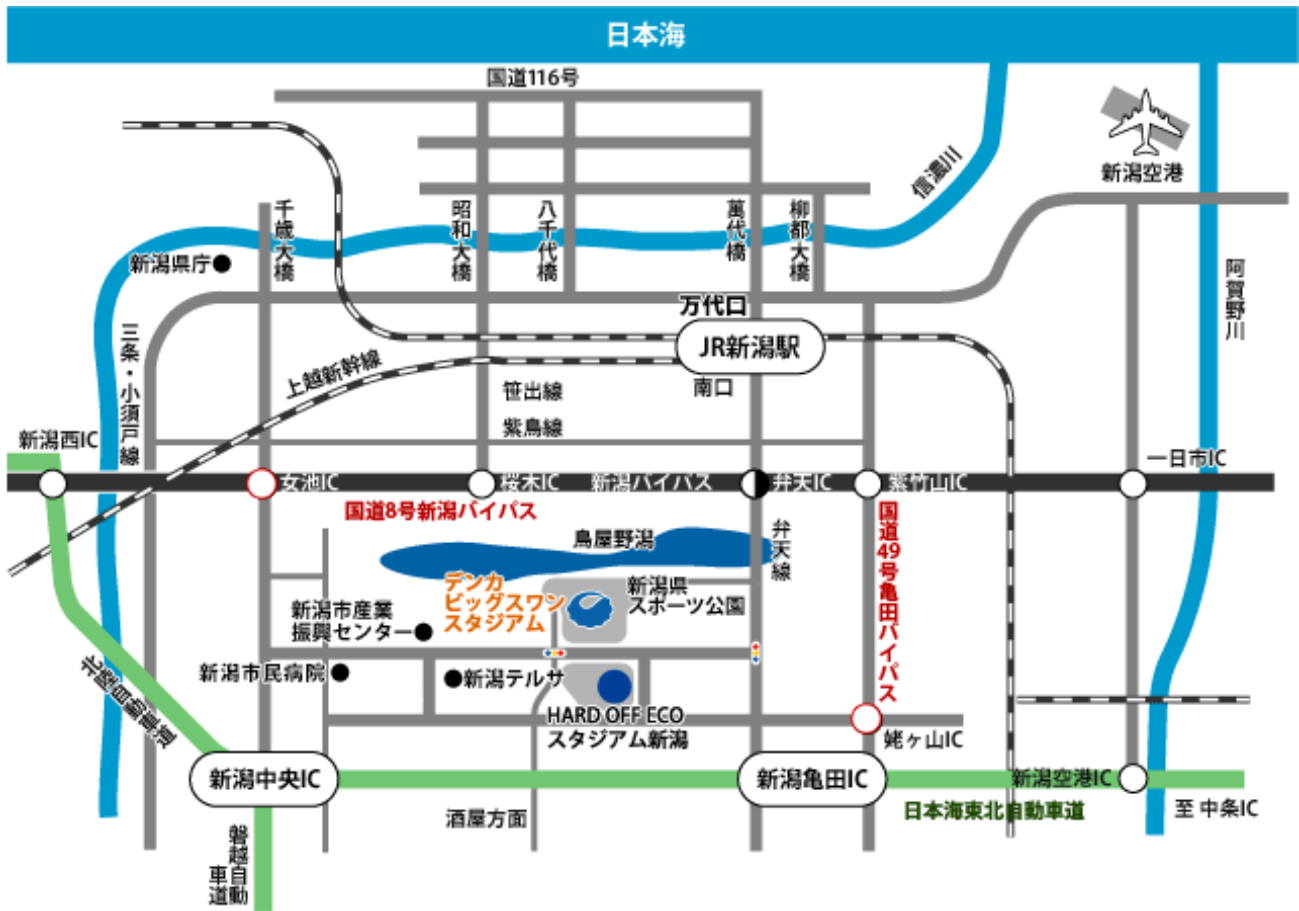 日本海
国道116号
新潟空港
信濃川
千歳大橋
昭和大橋
八千代橋
萬代橋
柳都大橋
新潟県庁
阿賀野川
万代口
JR新潟駅
南口
三条・小須戸線
上越新幹線
笹出線
紫鳥線
新潟西IC
一日市IC
女池IC
桜木IC
新潟バイパス
弁天IC
紫竹山IC
国道8号新潟バイパス
国道49号亀田バイパス
鳥屋野潟
弁天線
デンカ
ビッグスワン
スタジアム
新潟県
スポーツ公園
新潟市産業
振興センター
新潟市民病院
新潟テルサ
HARD OFF ECO
スタジアム新潟
姥ヶ山IC
北陸自動車道
新潟中央IC
新潟亀田IC
新潟空港IC
日本海東北自動車道
至 中条IC
酒屋方面
磐越自動
車道